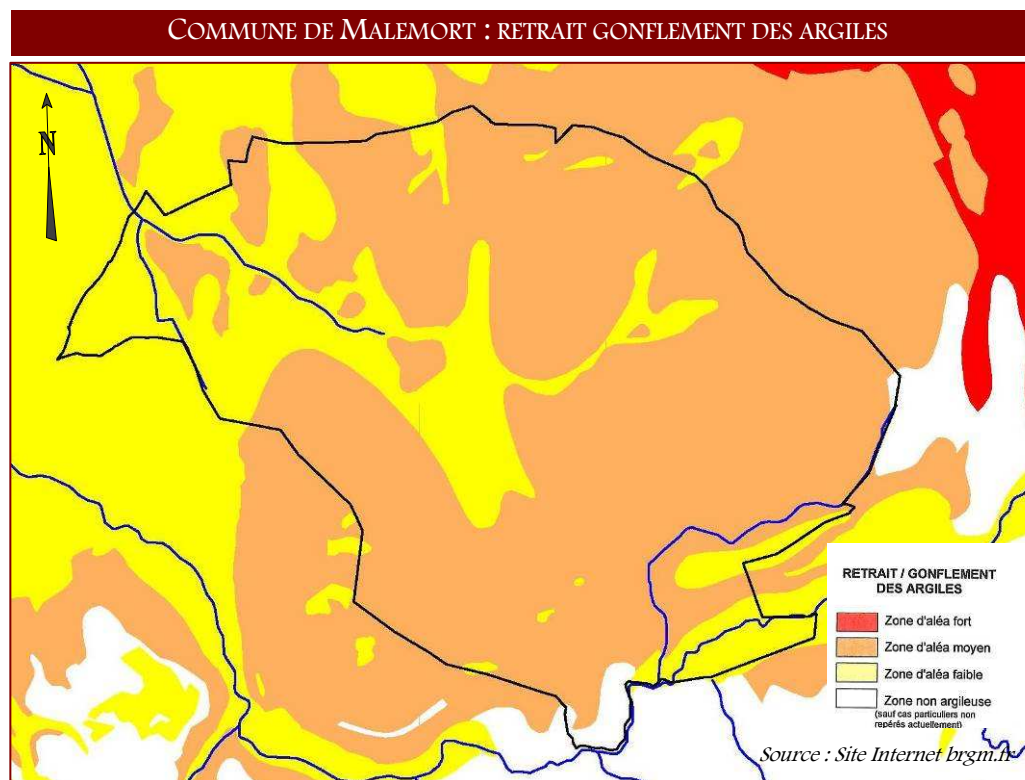 COMMUNE DE MALEMORT : RETRAIT GONFLEMENT DES ARGILES
N
RETRAIT / GONFLEMENT
DES ARGILES
Zone d'aléa fort
Zone d'aléa moyen
Zone d'aléa faible
Zone non argileuse
(sauf cas particuliers non
repérés actuellement)
Source : Site Internet brgm.fr